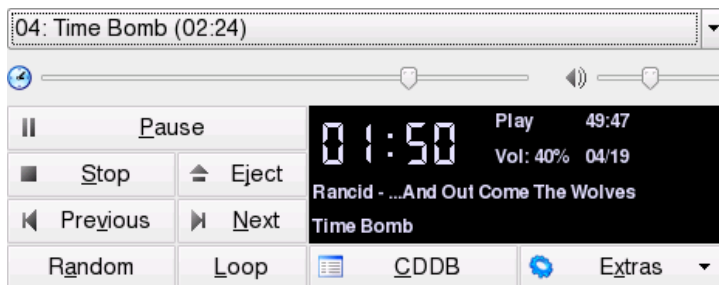 04: Time Bomb (02:24)
Pause
Stop
Eject
Previous
Next
Random
Loop
01:50
Play 49:47
Vol: 40% 04/19
Rancid - ...And Out Come The Wolves
Time Bomb
CDDB
Extras